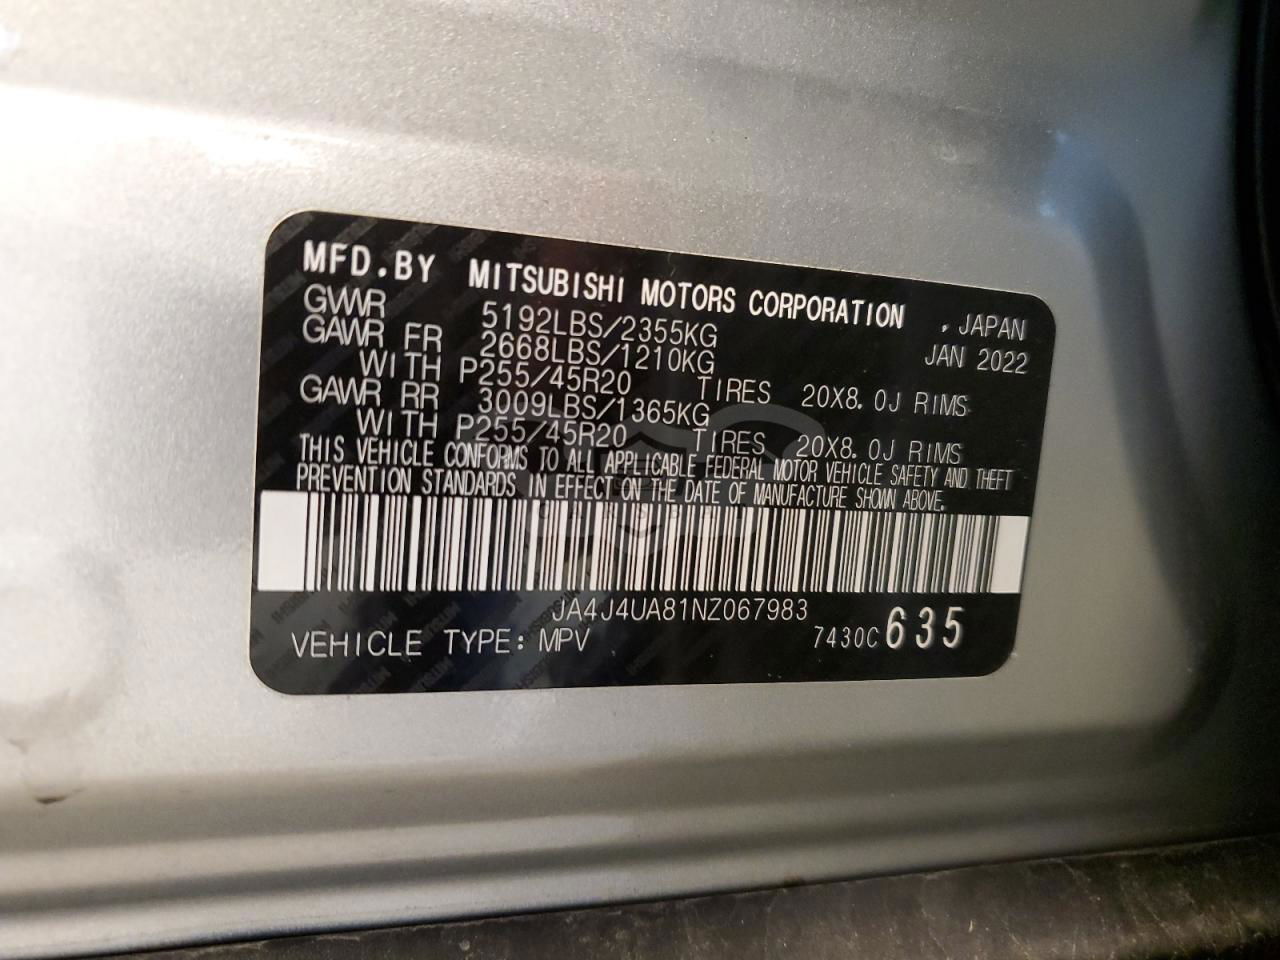 MFD.BY MITSUBISHI MOTORS CORPORATION , JAPAN
GVWR 5192LBS/2355KG JAN 2022
GAWR FR 2668LBS/1210KG
WITH P255/45R20 TIRES 20X8.0J RIMS
GAWR RR 3009LBS/1365KG
WITH P255/45R20 TIRES 20X8.0J RIMS
THIS VEHICLE CONFORMS TO ALL APPLICABLE FEDERAL MOTOR VEHICLE SAFETY AND THEFT
PREVENTION STANDARDS IN EFFECT ON THE DATE OF MANUFACTURE SHOWN ABOVE.
JA4J4UA81NZ067983
VEHICLE TYPE: MPV 7430C 635